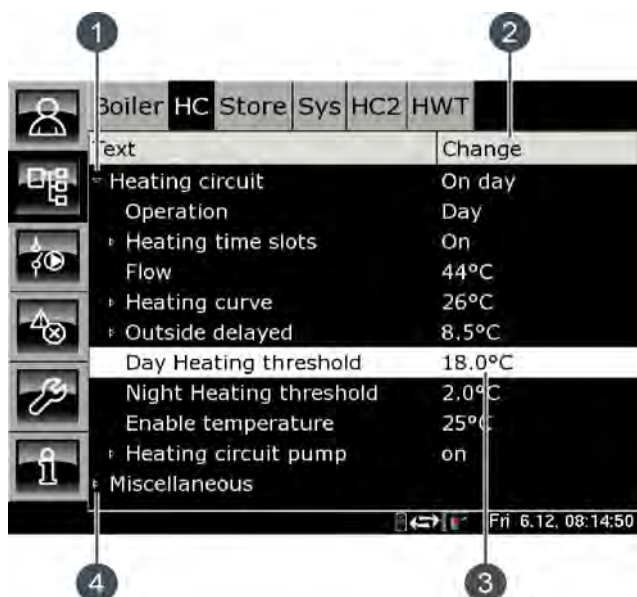 1 2
Boiler HC Store Sys HC2 HWT
Text Change
Heating circuit On day
Operation Day
Heating time slots On
Flow 44°C
Heating curve 26°C
Outside delayed 8.5°C
Day Heating threshold 18.0°C
Night Heating threshold 2.0°C
Enable temperature 25°C
Heating circuit pump on
Miscellaneous
Fri 6.12. 08:14:50
4 3